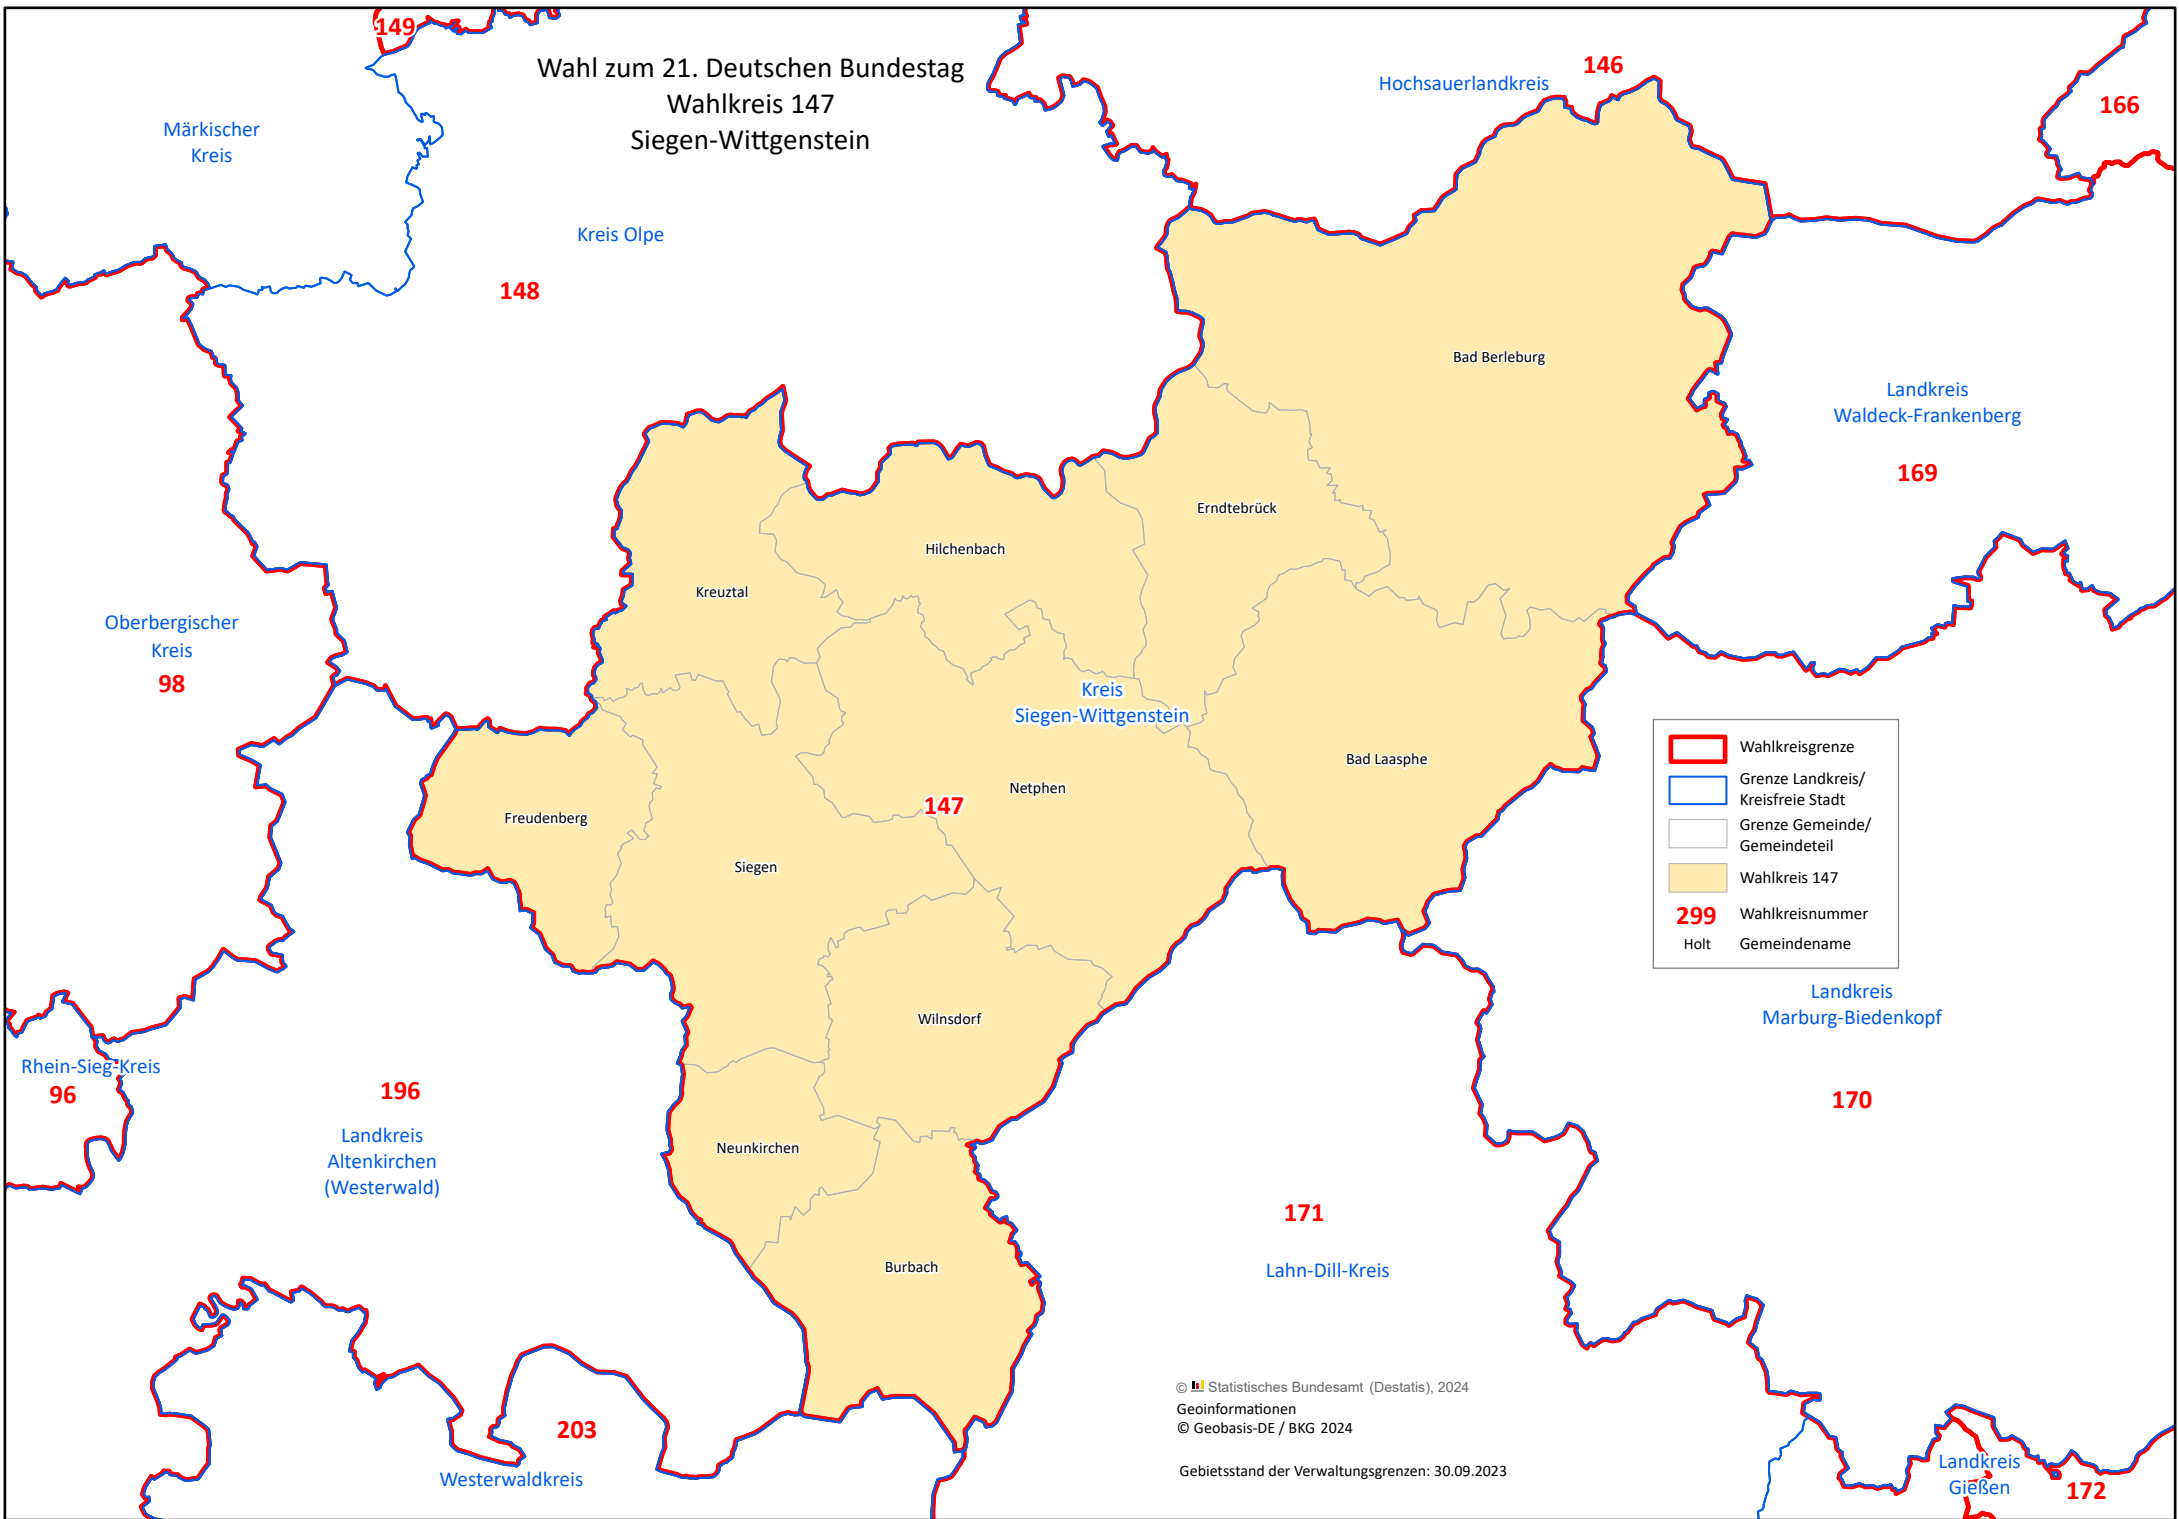 149
Wahl zum 21. Deutschen Bundestag
Wahlkreis 147
Siegen-Wittgenstein
146
Hochsauerlandkreis
166
Märkischer
Kreis
Kreis Olpe
148
Bad Berleburg
Landkreis
Waldeck-Frankenberg
169
Erndtebrück
Hilchenbach
Kreuztal
Oberbergischer
Kreis
98
Kreis
Siegen-Wittgenstein
Bad Laasphe
Netphen
147
Freudenberg
Siegen
Wahlkreisgrenze
Grenze Landkreis/
Kreisfreie Stadt
Grenze Gemeinde/
Gemeindeteil
Wahlkreis 147
299 Wahlkreisnummer
Holt Gemeindename
Landkreis
Marburg-Biedenkopf
170
Wilnsdorf
Rhein-Sieg-Kreis
96
196
Landkreis
Altenkirchen
(Westerwald)
Neunkirchen
171
Lahn-Dill-Kreis
Burbach
203
Westerwaldkreis
© Statistisches Bundesamt (Destatis), 2024
Geoinformationen
© Geobasis-DE / BKG 2024
Gebietsstand der Verwaltungsgrenzen: 30.09.2023
Landkreis
Gießen
172